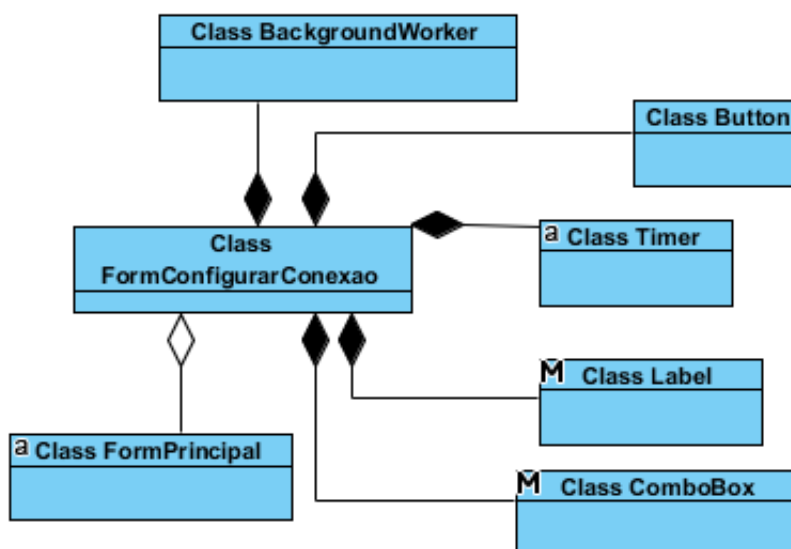 Class BackgroundWorker
Class Button
Class
FormConfigurarConexao
a Class Timer
M Class Label
a Class FormPrincipal
M Class ComboBox